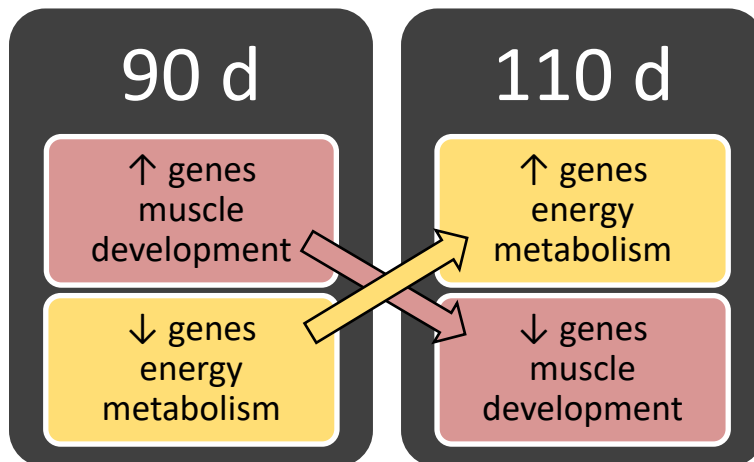 90 d
↑ genes
muscle
development
↓ genes
energy
metabolism
110 d
↑ genes
energy
metabolism
↓ genes
muscle
development